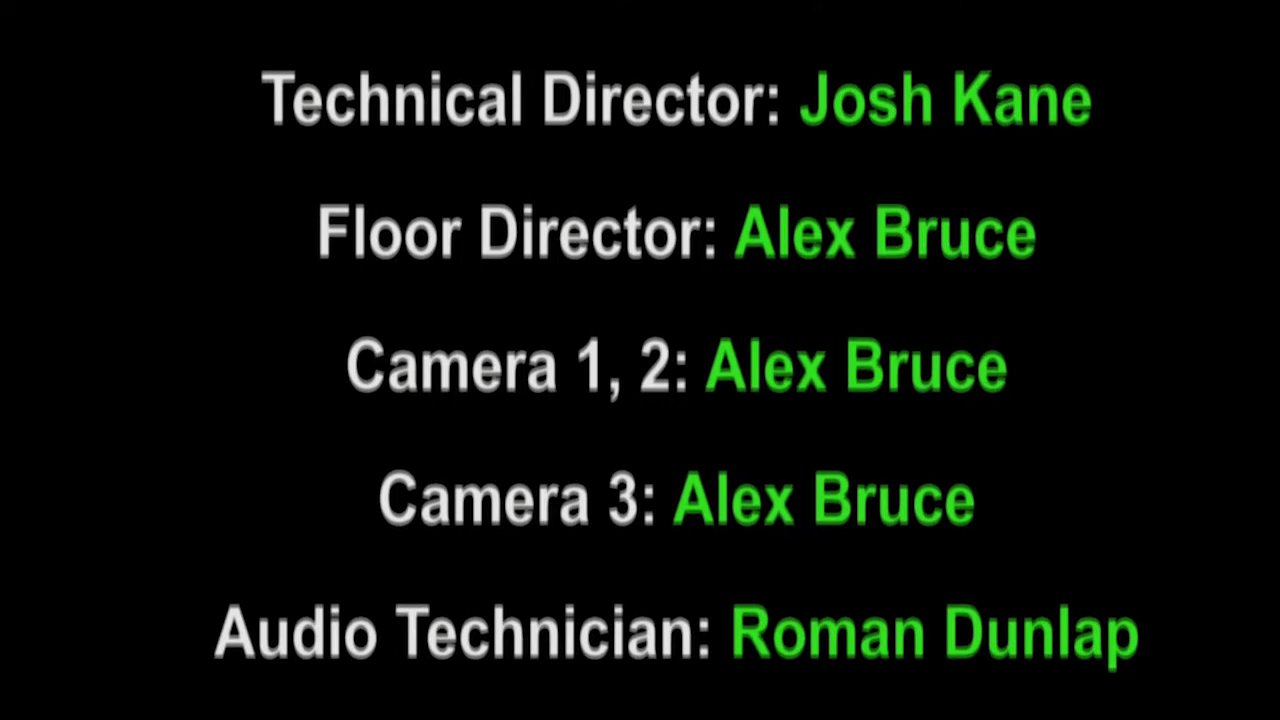 Technical Director: Josh Kane
Floor Director: Alex Bruce
Camera 1, 2: Alex Bruce
Camera 3: Alex Bruce
Audio Technician: Roman Dunlap